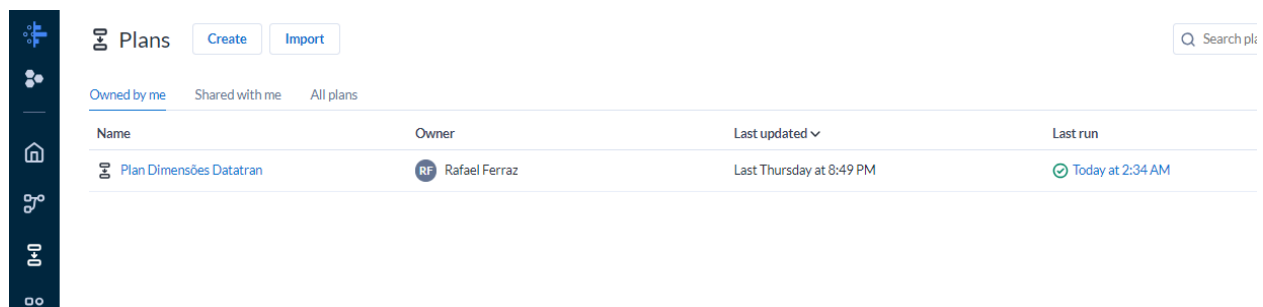 Plans Create Import Search pla
Owned by me Shared with me All plans
Name Owner Last updated Last run
Plan Dimensões Datatran RF Rafael Ferraz Last Thursday at 8:49 PM Today at 2:34 AM